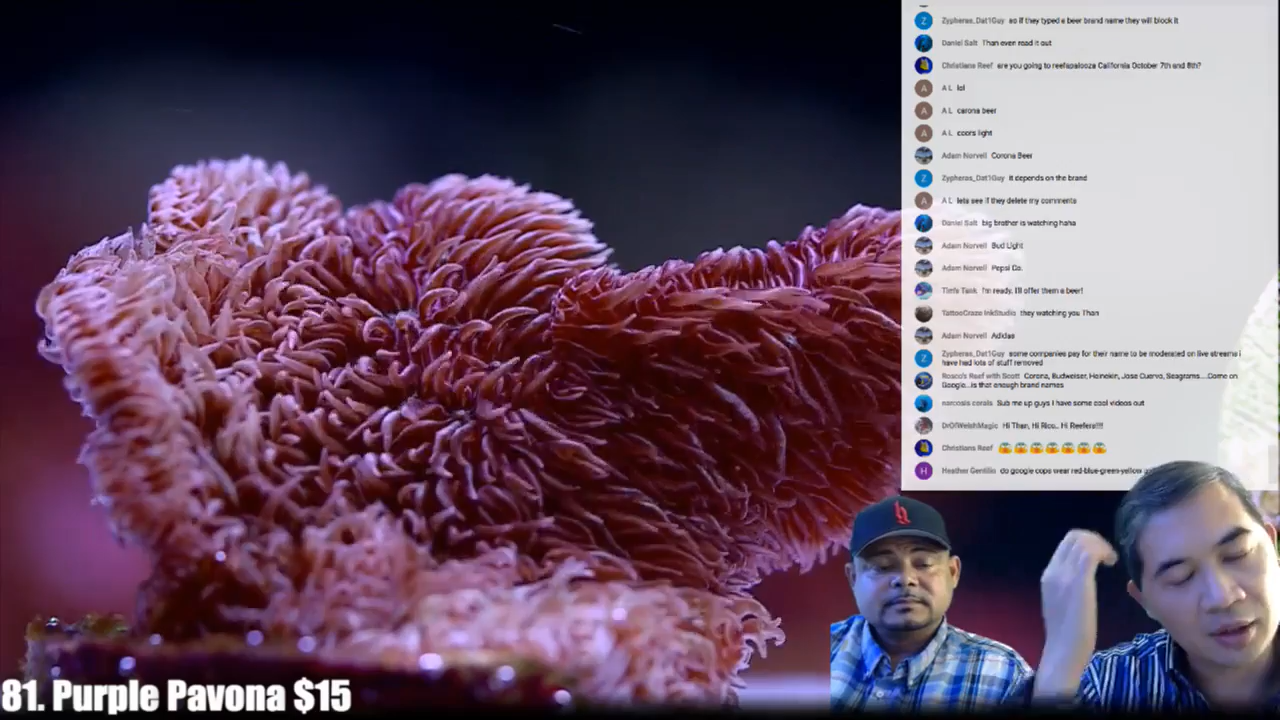 Zypheras_Dat1Guy so if they typed a beer brand name they will block it
Daniel Salt Than even read it out
Christians Reef are you going to reefapalooza California October 7th and 8th?
A L lol
A L carona beer
A L coors light
Adam Norvell Corona Beer
Zypheras_Dat1Guy it depends on the brand
A L lets see if they delete my comments
Daniel Salt big brother is watching haha
Adam Norvell Bud Light
Adam Norvell Pepsi Co.
Tim's Tank I'm ready, I'll offer them a beer!
TattooCraze InkStudio they watching you Than
Adam Norvell Adidas
Zypheras_Dat1Guy some companies pay for their name to be moderated on live streams i
have had lots of stuff removed
Rosco's Reef with Scott Corona, Budweiser, Heineken, Jose Cuervo, Seagrams....Come on
Google...is that enough brand names
narcosis corals Sub me up guys I have some cool videos out
DrOfWelshMagic Hi Than, Hi Rico.. Hi Reefers!!!!
Christians Reef 😱😱😱😱😱😱😱
Heather Gentilio do google cops wear red-blue-green-yellow
81. Purple Pavona $15